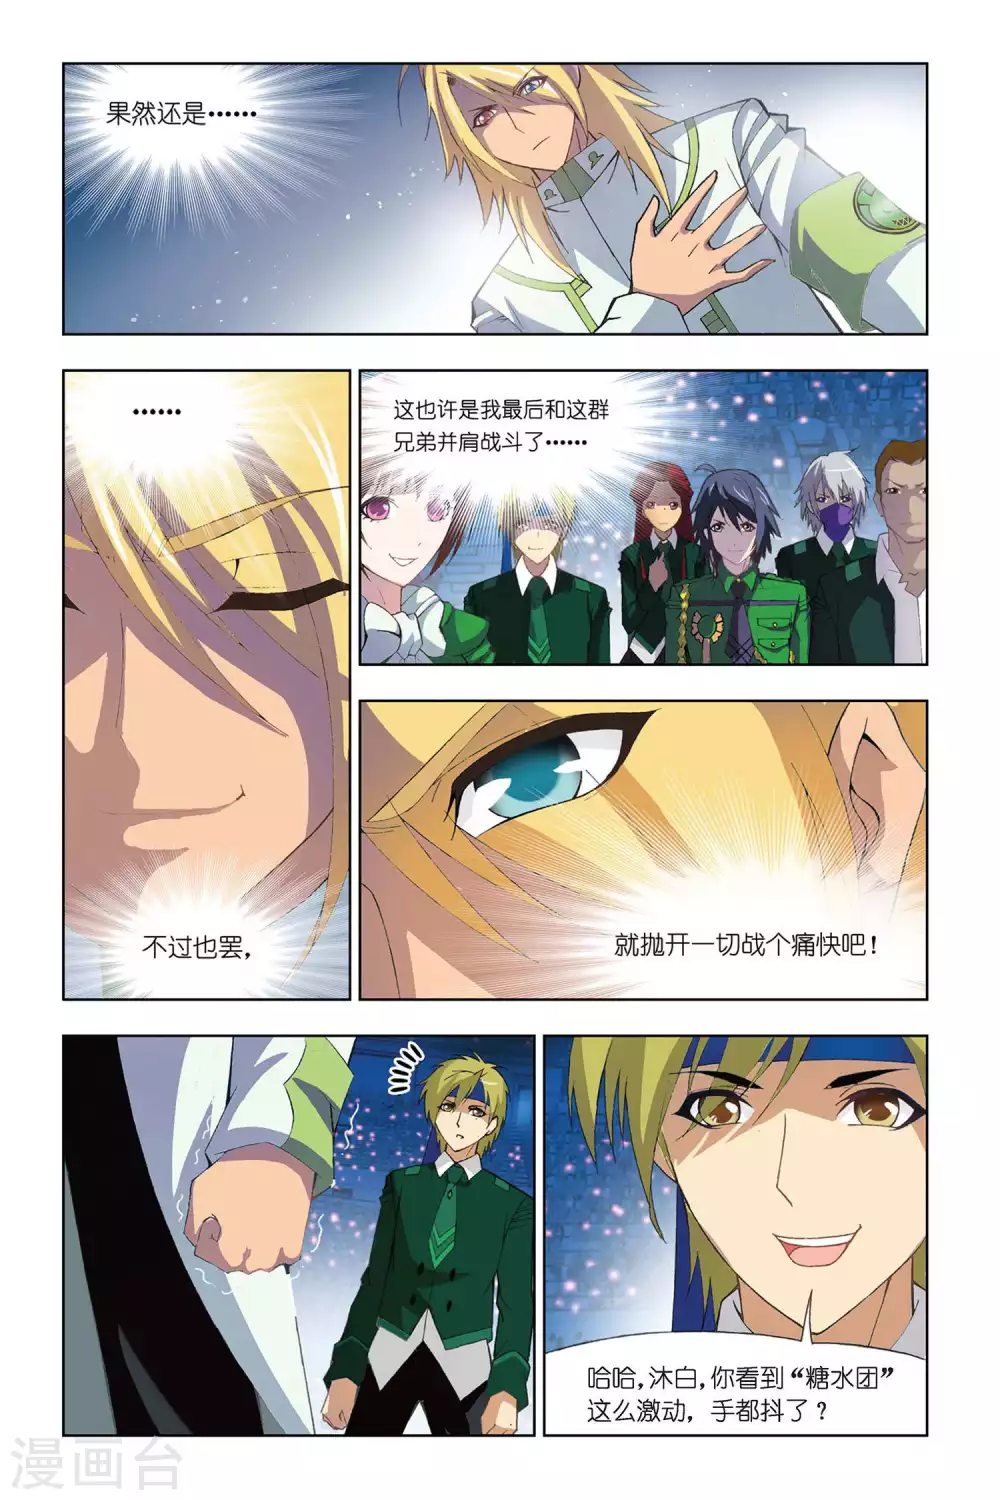 果然还是……
……
这也许是我最后和这群
兄弟并肩战斗了……
不过也罢，
就抛开一切战个痛快吧！
哈哈，沐白，你看到“糖水团”
这么激动，手都抖了？
漫画台